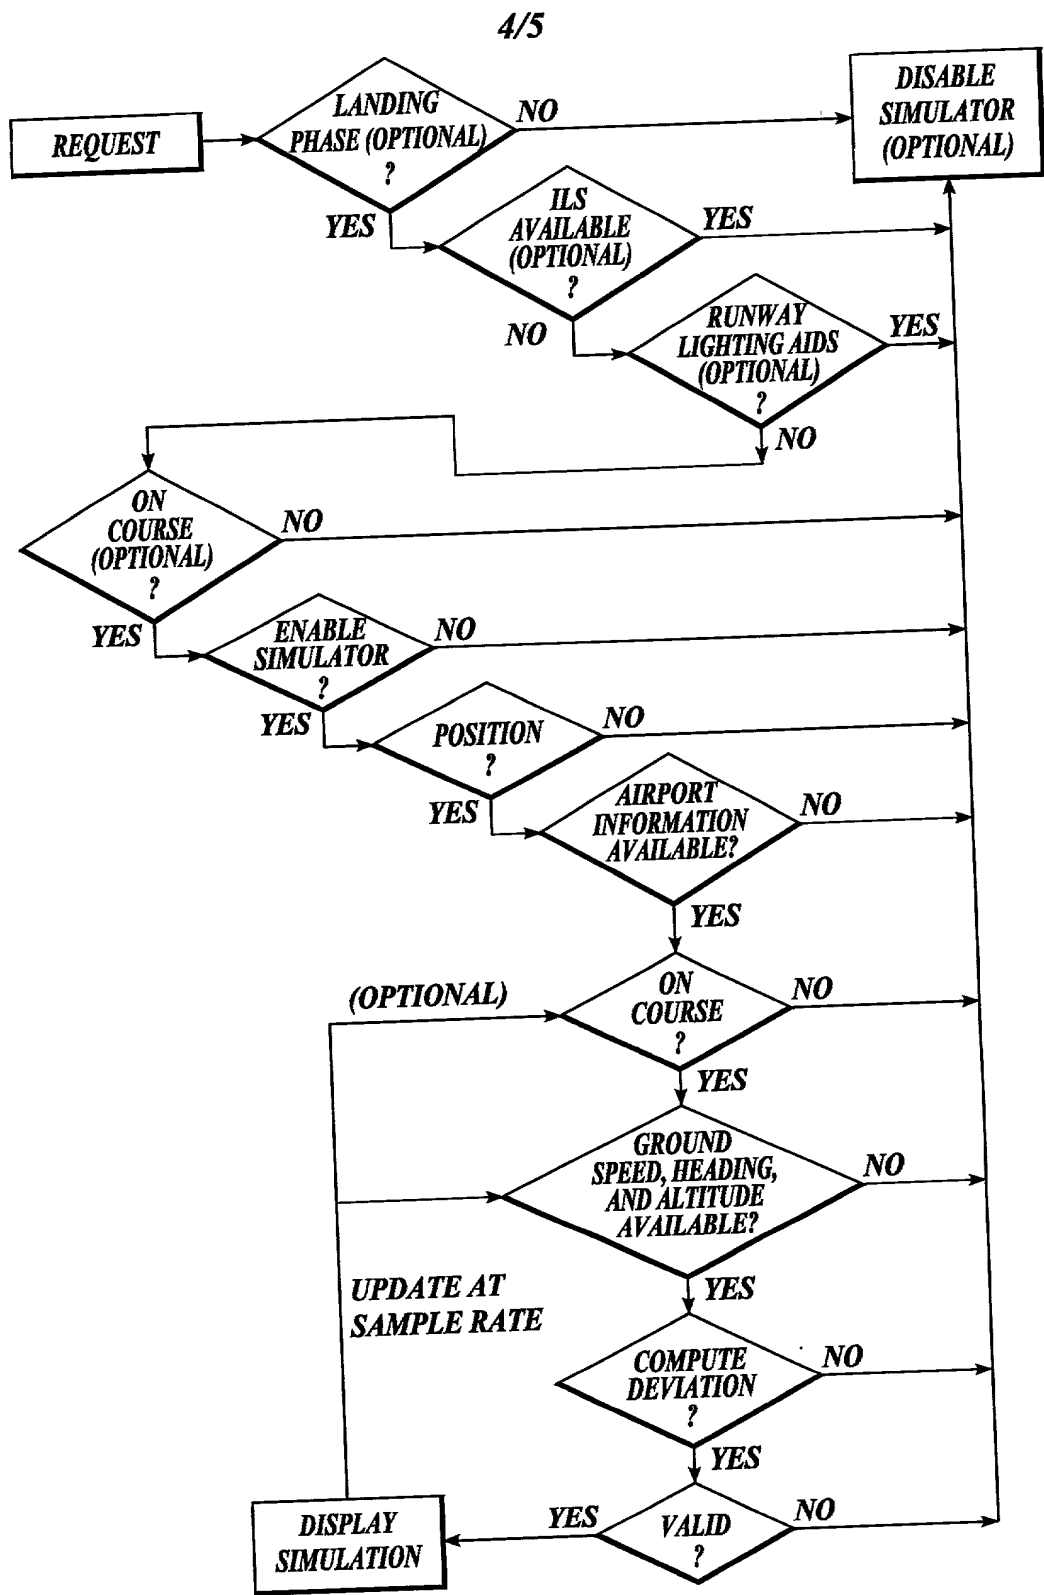 4/5
REQUEST
LANDING
PHASE (OPTIONAL)
?
NO
YES
DISABLE
SIMULATOR
(OPTIONAL)
ILS
AVAILABLE
(OPTIONAL)
?
YES
NO
RUNWAY
LIGHTING AIDS
(OPTIONAL)
?
YES
NO
ON
COURSE
(OPTIONAL)
?
NO
YES
ENABLE
SIMULATOR
?
NO
YES
POSITION
?
NO
YES
AIRPORT
INFORMATION
AVAILABLE?
NO
YES
(OPTIONAL)
ON
COURSE
?
NO
YES
GROUND
SPEED, HEADING,
AND ALTITUDE
AVAILABLE?
NO
YES
UPDATE AT
SAMPLE RATE
COMPUTE
DEVIATION
?
NO
YES
VALID
?
NO
YES
DISPLAY
SIMULATION